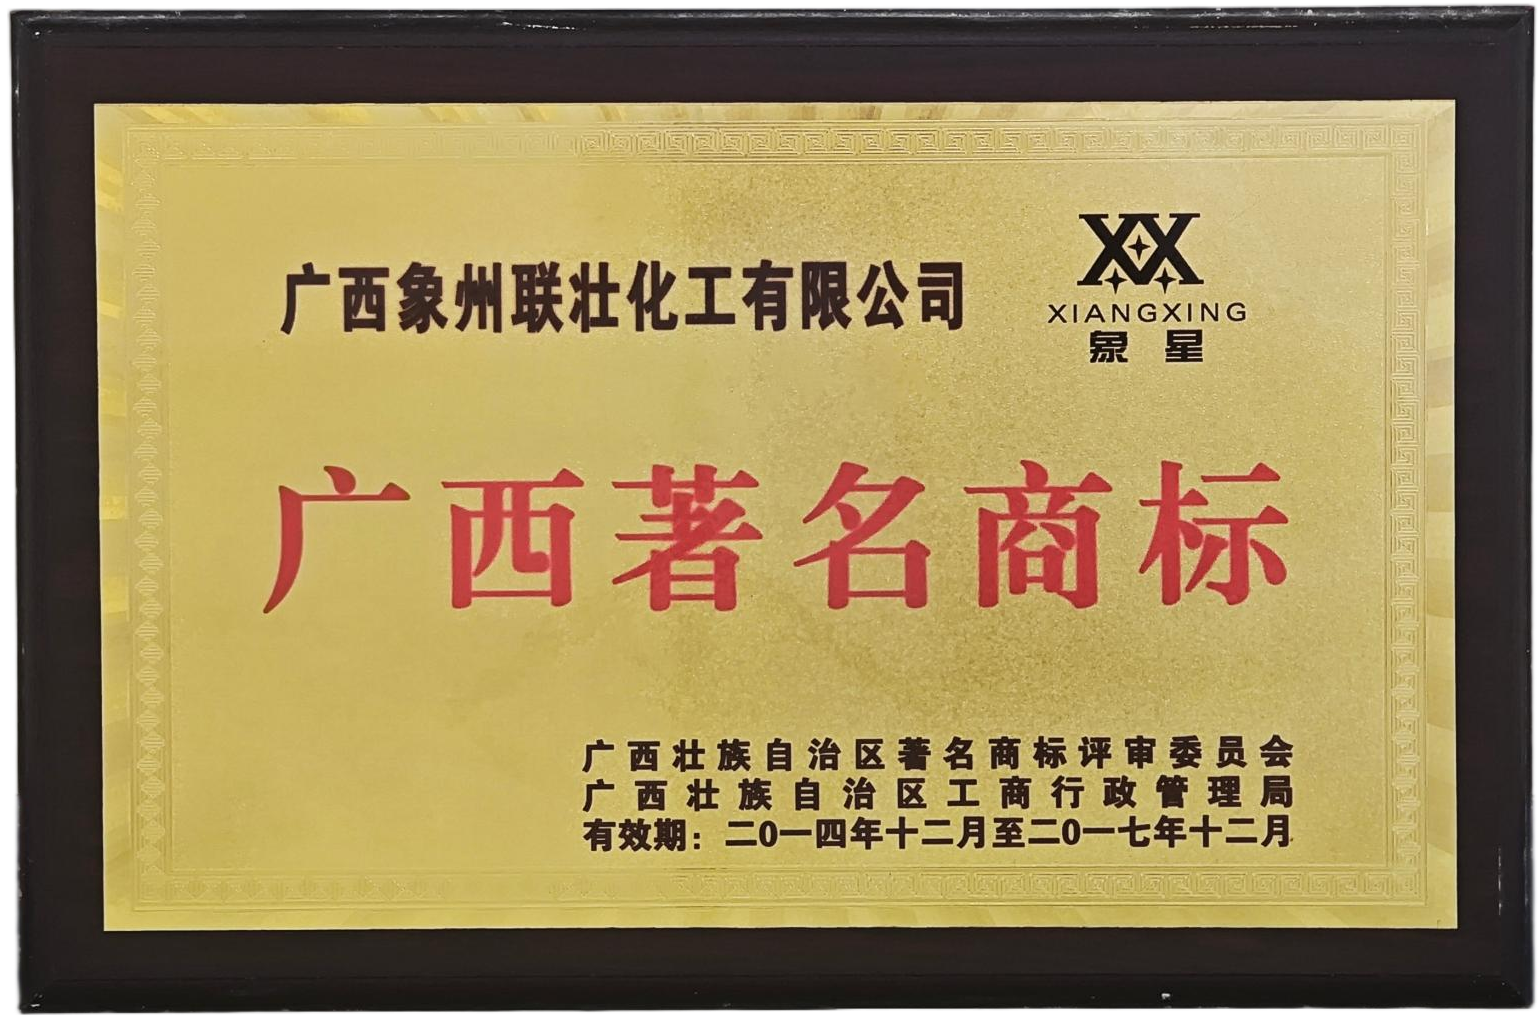 广西象州联壮化工有限公司
XIANGXING
象星
广西著名商标
广西壮族自治区著名商标评审委员会
广西壮族自治区工商行政管理局
有效期：二0一四年十二月至二0一七年十二月